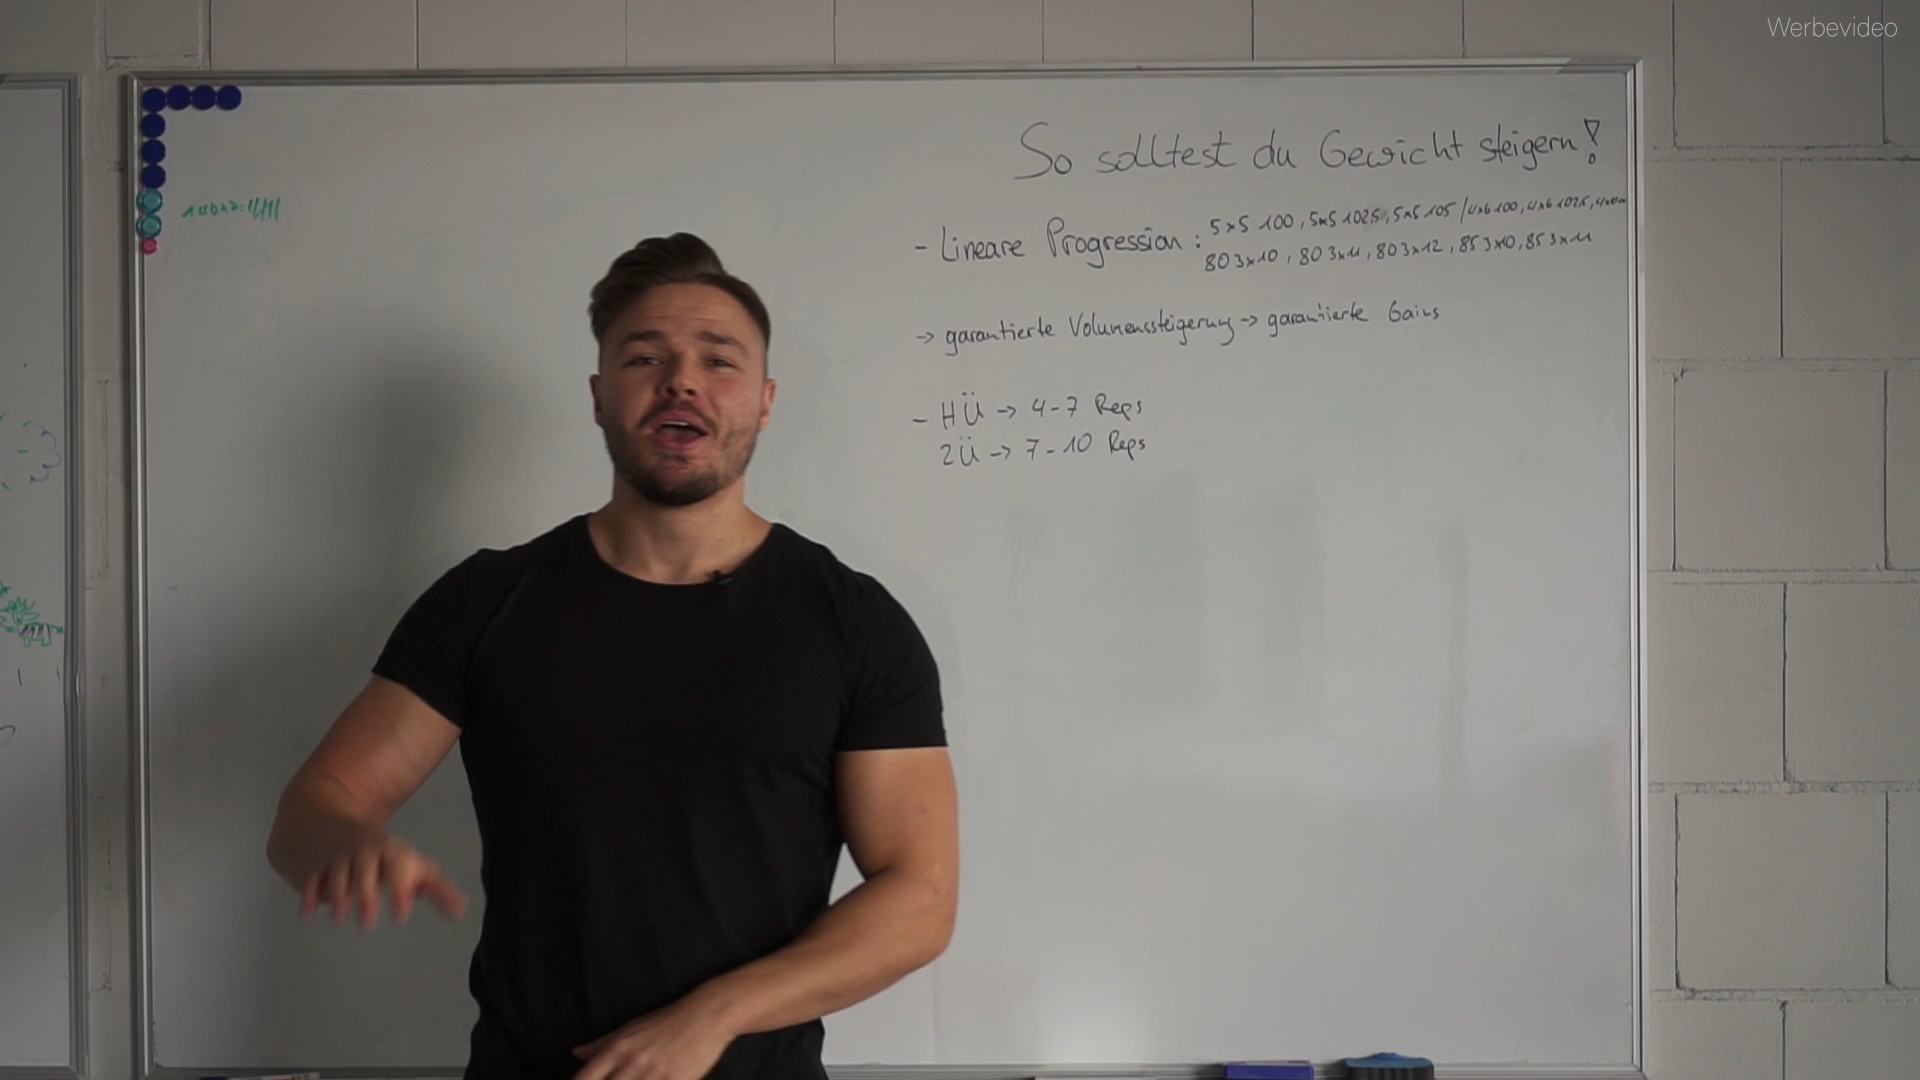 Werbevideo
So solltest du Gewicht steigern!
- Lineare Progression : 5x5 100, 5x5 102,5, 5x5 105 / 4x6 100, 4x6 102,5,
80 3x10, 80 3x11, 80 3x12, 85 3x10, 85 3x11
-> garantierte Volumenssteigerung -> garantierte Gains
- HÜ -> 4-7 Reps
ZÜ -> 7-10 Reps